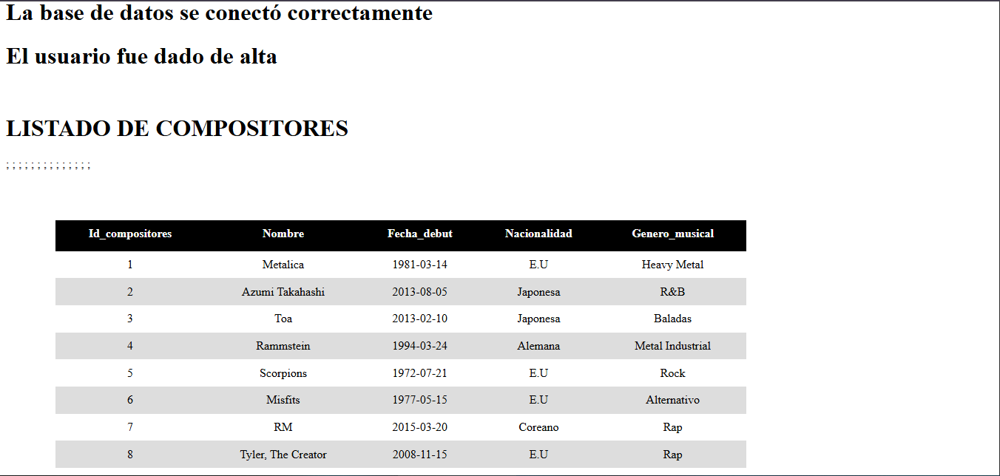 La base de datos se conectó correctamente
El usuario fue dado de alta
LISTADO DE COMPOSITORES
; ; ; ; ; ; ; ; ; ; ; ; ; ;
Id_compositores Nombre Fecha_debut Nacionalidad Genero_musical
1 Metalica 1981-03-14 E.U Heavy Metal
2 Azumi Takahashi 2013-08-05 Japonesa R&B
3 Toa 2013-02-10 Japonesa Baladas
4 Rammstein 1994-03-24 Alemana Metal Industrial
5 Scorpions 1972-07-21 E.U Rock
6 Misfits 1977-05-15 E.U Alternativo
7 RM 2015-03-20 Coreano Rap
8 Tyler, The Creator 2008-11-15 E.U Rap